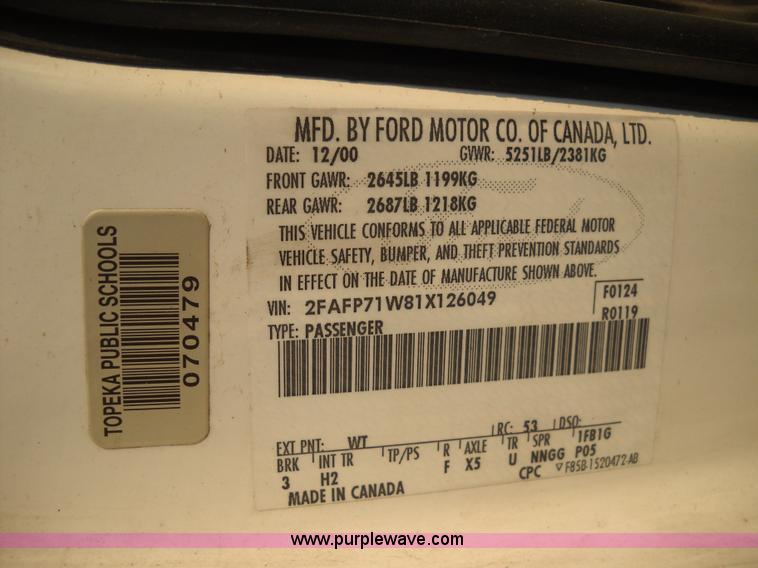 MFD. BY FORD MOTOR CO. OF CANADA, LTD.
DATE: 12/00 GVWR: 5251LB/2381KG
FRONT GAWR: 2645LB 1199KG
REAR GAWR: 2687LB 1218KG
THIS VEHICLE CONFORMS TO ALL APPLICABLE FEDERAL MOTOR
VEHICLE SAFETY, BUMPER, AND THEFT PREVENTION STANDARDS
IN EFFECT ON THE DATE OF MANUFACTURE SHOWN ABOVE.
VIN: 2FAFP71W81X126049 F0124
TYPE: PASSENGER R0119
EXT PNT: WT RC: 53 DSO:
BRK INT TR TP/PS R AXLE TR SPR 1FB1G
3 H2 F X5 U NNGG P05
MADE IN CANADA CPC F85B-1520472-AB
TOPEKA PUBLIC SCHOOLS
070479
www.purplewave.com